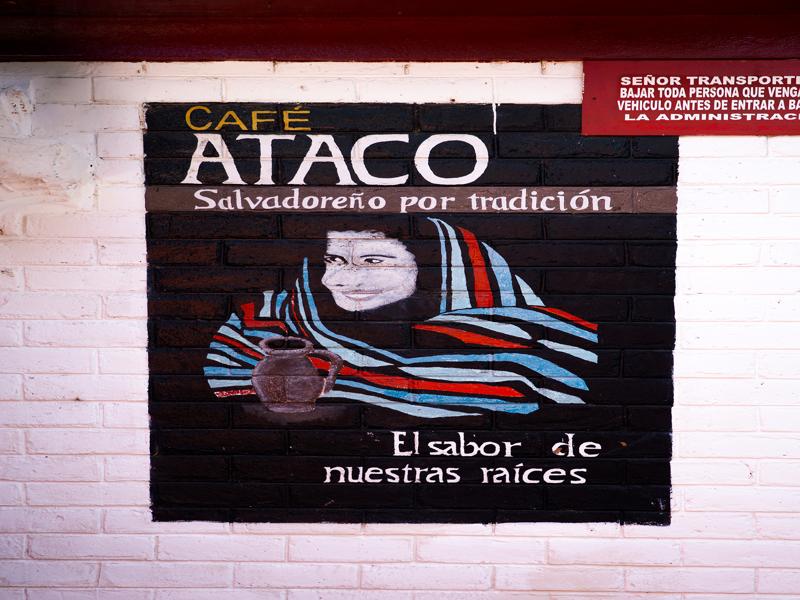 CAFÉ
ATACO
Salvadoreño por tradición
El sabor de
nuestras raíces
SEÑOR TRANSPORTI
BAJAR TODA PERSONA QUE VENGA
VEHICULO ANTES DE ENTRAR A BA
LA ADMINISTRACI